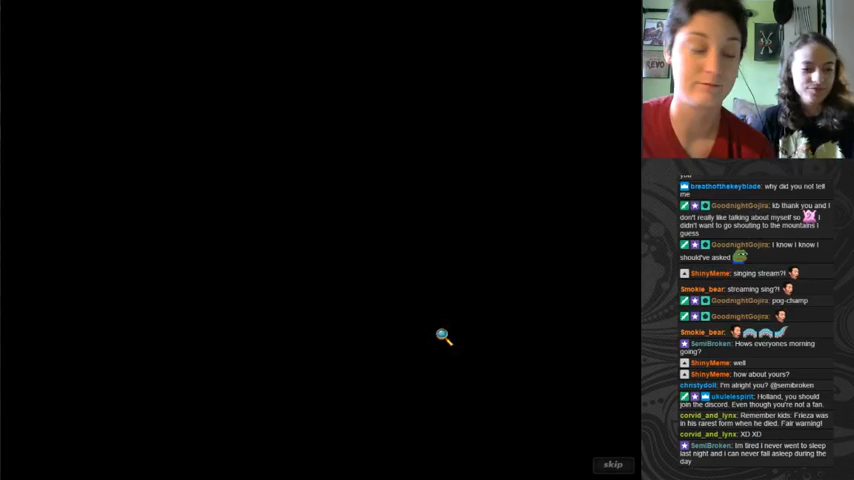 you
breathofthekeyblade: why did you not tell
me
GoodnightGojira: kb thank you and I
don't really like talking about myself so I
didn't want to go shouting to the mountains I
guess
GoodnightGojira: I know I know I
should've asked
ShinyMeme: singing stream?!
Smokie_bear: streaming sing?!
GoodnightGojira: pog-champ
GoodnightGojira:
Smokie_bear:
SemiBroken: Hows everyones morning
going?
ShinyMeme: well
ShinyMeme: how about yours?
christydoll: I'm alright you? @semibroken
ukulelespirit: Holland, you should
join the discord. Even though you're not a fan.
corvid_and_lynx: Remember kids: Frieza was
in his rarest form when he died. Fair warning!
corvid_and_lynx: XD XD
SemiBroken: Im tired I never went to sleep
last night and i can never fall asleep during the
day
skip